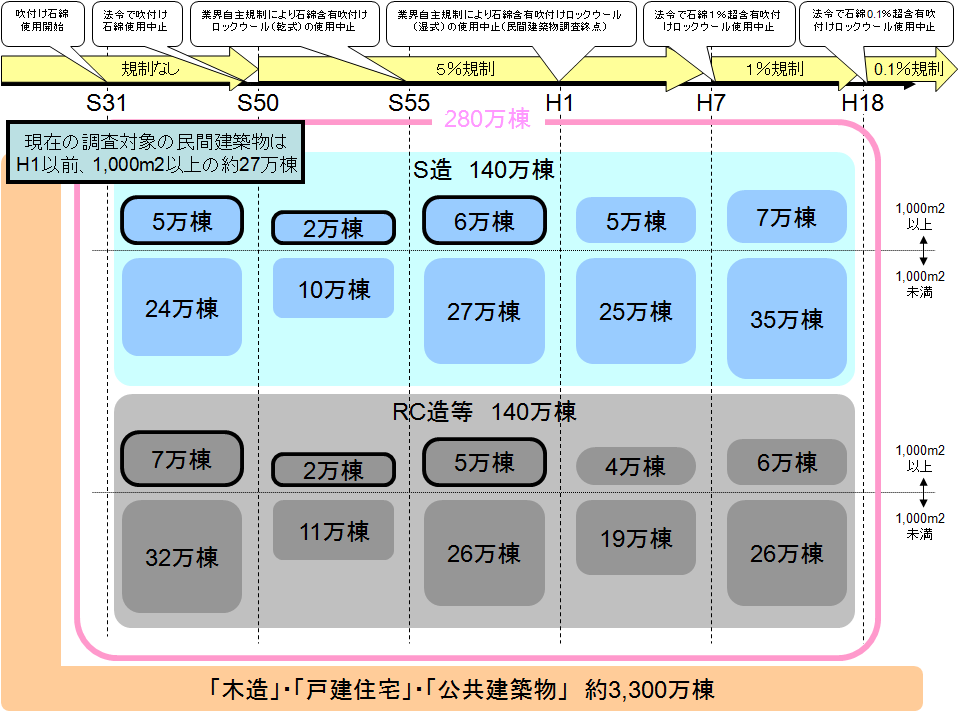 吹付け石綿
使用開始
法令で吹付け
石綿使用中止
業界自主規制により石綿含有吹付け
ロックウール(乾式)の使用中止
業界自主規制により石綿含有吹付けロックウール
(湿式)の使用中止(民間建築物調査終点)
法令で石綿1%超含有吹付
けロックウール使用中止
法令で石綿0.1%超含有吹
付けロックウール使用中止
規制なし
5%規制
1%規制
0.1%規制
S31
S50
S55
H1
H7
H18
280万棟
現在の調査対象の民間建築物は
H1以前、1,000m2以上の約27万棟
S造 140万棟
5万棟
2万棟
6万棟
5万棟
7万棟
1,000m2
以上
1,000m2
未満
24万棟
10万棟
27万棟
25万棟
35万棟
RC造等 140万棟
7万棟
2万棟
5万棟
4万棟
6万棟
1,000m2
以上
1,000m2
未満
32万棟
11万棟
26万棟
19万棟
26万棟
「木造」・「戸建住宅」・「公共建築物」 約3,300万棟